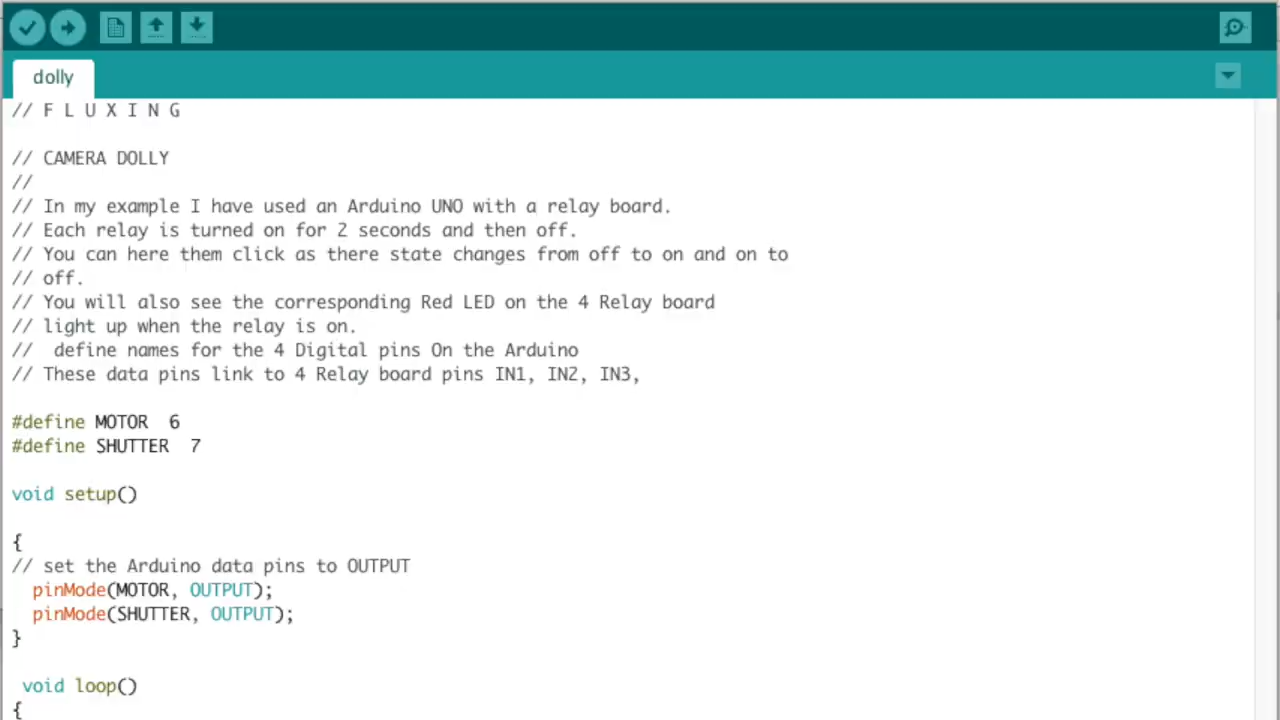 dolly
// F L U X I N G
// CAMERA DOLLY
//
// In my example I have used an Arduino UNO with a relay board.
// Each relay is turned on for 2 seconds and then off.
// You can here them click as there state changes from off to on and on to
// off.
// You will also see the corresponding Red LED on the 4 Relay board
// light up when the relay is on.
//  define names for the 4 Digital pins On the Arduino
// These data pins link to 4 Relay board pins IN1, IN2, IN3,
#define MOTOR  6
#define SHUTTER  7
void setup()
{
// set the Arduino data pins to OUTPUT
  pinMode(MOTOR, OUTPUT);
  pinMode(SHUTTER, OUTPUT);
}
 void loop()
{